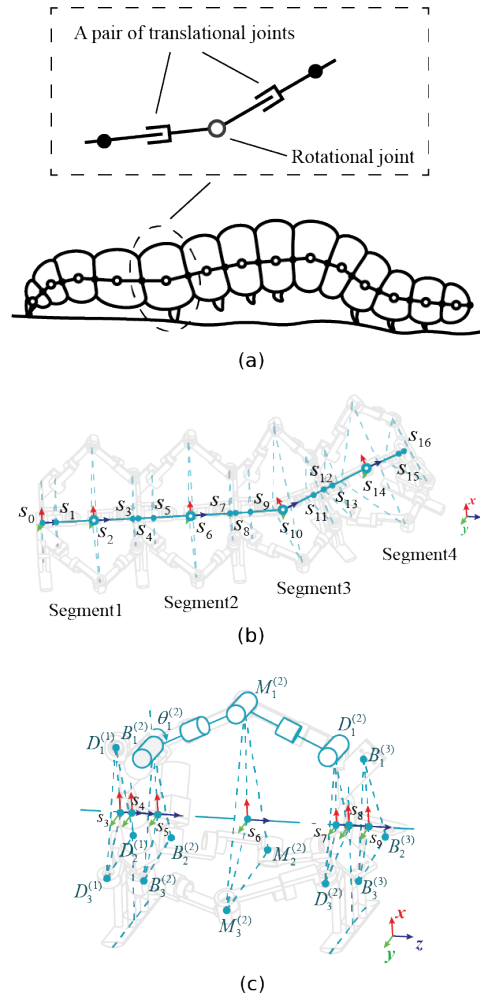 A pair of translational joints
Rotational joint
(a)
s₀ s₁ s₂ s₃ s₄ s₅ s₆ s₇ s₈ s₉ s₁₀ s₁₁ s₁₂ s₁₃ s₁₄ s₁₅ s₁₆
x
y
Segment1 Segment2 Segment3 Segment4
(b)
M₁⁽²⁾
θ₁⁽²⁾
D₁⁽¹⁾ B₁⁽²⁾ D₁⁽²⁾ B₁⁽³⁾
s₃ s₄ s₅ s₆ s₇ s₈ s₉
D₂⁽¹⁾ B₂⁽²⁾ M₂⁽²⁾ B₂⁽³⁾
D₃⁽¹⁾ B₃⁽²⁾ M₃⁽²⁾ D₃⁽²⁾ B₃⁽³⁾
x
z
y
(c)